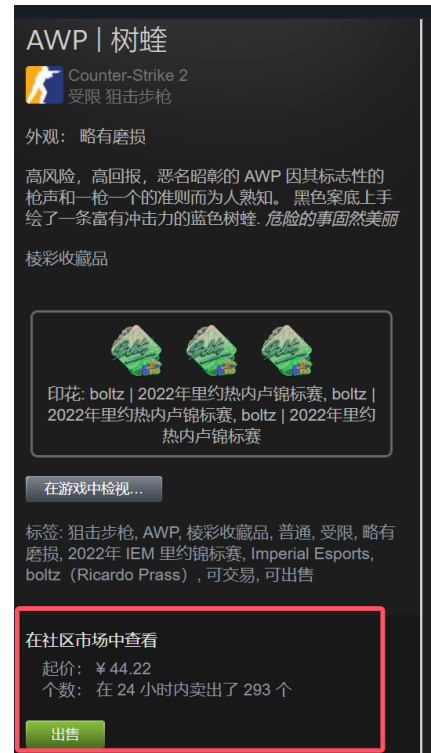 AWP | 树蝰
Counter-Strike 2
受限 狙击步枪
外观： 略有磨损
高风险，高回报，恶名昭彰的 AWP 因其标志性的
枪声和一枪一个的准则而为人熟知。 黑色案底上手
绘了一条富有冲击力的蓝色树蝰. 危险的事固然美丽
棱彩收藏品
印花: boltz | 2022年里约热内卢锦标赛, boltz |
2022年里约热内卢锦标赛, boltz | 2022年里约
热内卢锦标赛
在游戏中检视...
标签: 狙击步枪, AWP, 棱彩收藏品, 普通, 受限, 略有
磨损, 2022年 IEM 里约锦标赛, Imperial Esports,
boltz（Ricardo Prass）, 可交易, 可出售
在社区市场中查看
起价： ¥ 44.22
个数： 在 24 小时内卖出了 293 个
出售